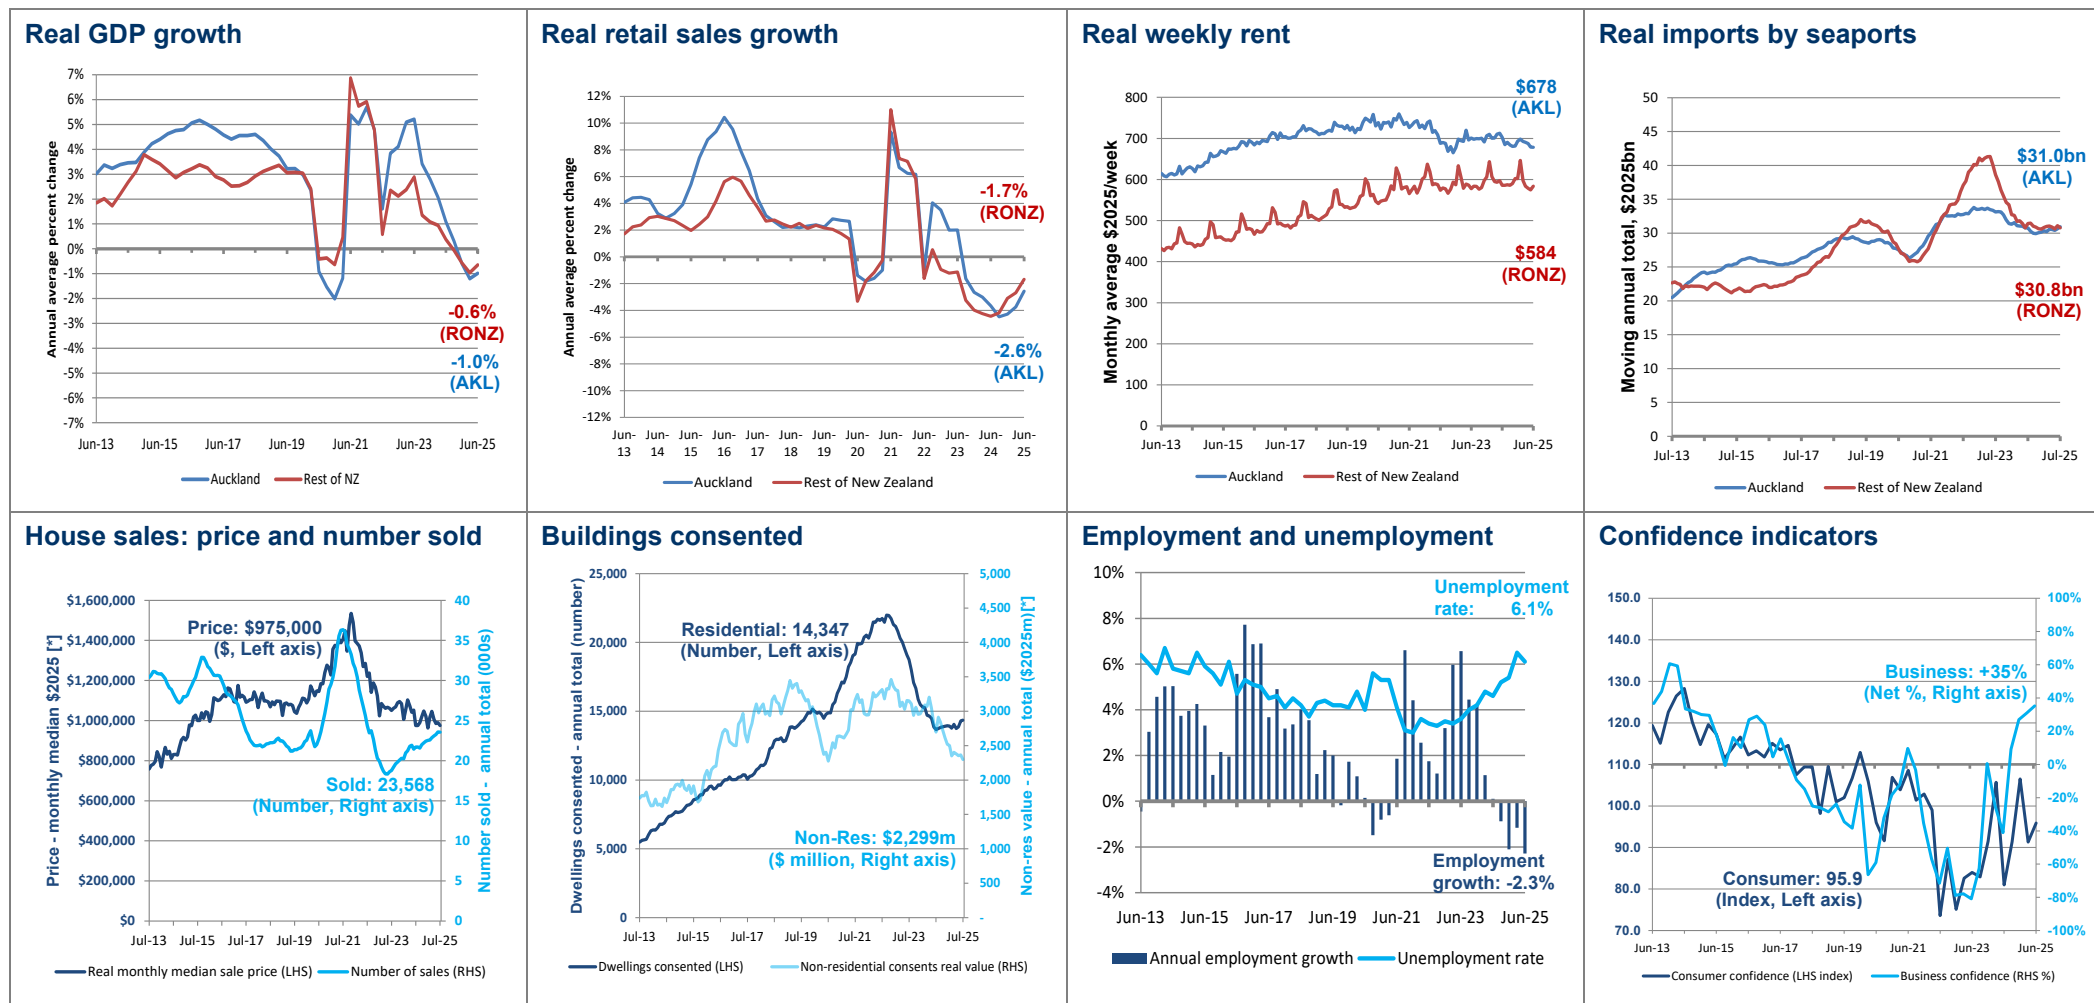 Real GDP growth
Annual average percent change
7%
6%
5%
4%
3%
2%
1%
0%
-1%
-2%
-3%
-4%
-5%
-6%
-7%
-0.6%
(RONZ)
-1.0%
(AKL)
Jun-13 Jun-15 Jun-17 Jun-19 Jun-21 Jun-23 Jun-25
Auckland Rest of NZ
Real retail sales growth
Annual average percent change
12%
10%
8%
6%
4%
2%
0%
-2%
-4%
-6%
-8%
-10%
-12%
-1.7%
(RONZ)
-2.6%
(AKL)
Jun- Jun- Jun- Jun- Jun- Jun- Jun- Jun- Jun- Jun- Jun- Jun- Jun-
13 14 15 16 17 18 19 20 21 22 23 24 25
Auckland Rest of New Zealand
Real weekly rent
Monthly average $2025/week
800
700
600
500
400
300
200
100
0
$678
(AKL)
$584
(RONZ)
Jun-13 Jun-15 Jun-17 Jun-19 Jun-21 Jun-23 Jun-25
Auckland Rest of New Zealand
Real imports by seaports
Moving annual total, $2025bn
50
45
40
35
30
25
20
15
10
5
0
$31.0bn
(AKL)
$30.8bn
(RONZ)
Jul-13 Jul-15 Jul-17 Jul-19 Jul-21 Jul-23 Jul-25
Auckland Rest of New Zealand
House sales: price and number sold
Price - monthly median $2025 [*]
$1,600,000
$1,400,000
$1,200,000
$1,000,000
$800,000
$600,000
$400,000
$200,000
$0
Price: $975,000
($, Left axis)
Sold: 23,568
(Number, Right axis)
40
35
30
25
20
15
10
5
0
Number sold - annual total (000s)
Jul-13 Jul-15 Jul-17 Jul-19 Jul-21 Jul-23 Jul-25
Real monthly median sale price (LHS) Number of sales (RHS)
Buildings consented
Dwellings consented - annual total (number)
25,000
20,000
15,000
10,000
5,000
0
Residential: 14,347
(Number, Left axis)
Non-Res: $2,299m
($ million, Right axis)
5,000
4,500
4,000
3,500
3,000
2,500
2,000
1,500
1,000
500
-
Non-res value - annual total ($2025m)[*]
Jul-13 Jul-15 Jul-17 Jul-19 Jul-21 Jul-23 Jul-25
Dwellings consented (LHS) Non-residential consents real value (RHS)
Employment and unemployment
10%
8%
6%
4%
2%
0%
-2%
-4%
Unemployment
rate: 6.1%
Employment
growth: -2.3%
Jun-13 Jun-15 Jun-17 Jun-19 Jun-21 Jun-23 Jun-25
Annual employment growth Unemployment rate
Confidence indicators
150.0
140.0
130.0
120.0
110.0
100.0
90.0
80.0
70.0
Business: +35%
(Net %, Right axis)
Consumer: 95.9
(Index, Left axis)
100%
80%
60%
40%
20%
0%
-20%
-40%
-60%
-80%
-100%
Jun-13 Jun-15 Jun-17 Jun-19 Jun-21 Jun-23 Jun-25
Consumer confidence (LHS index) Business confidence (RHS %)